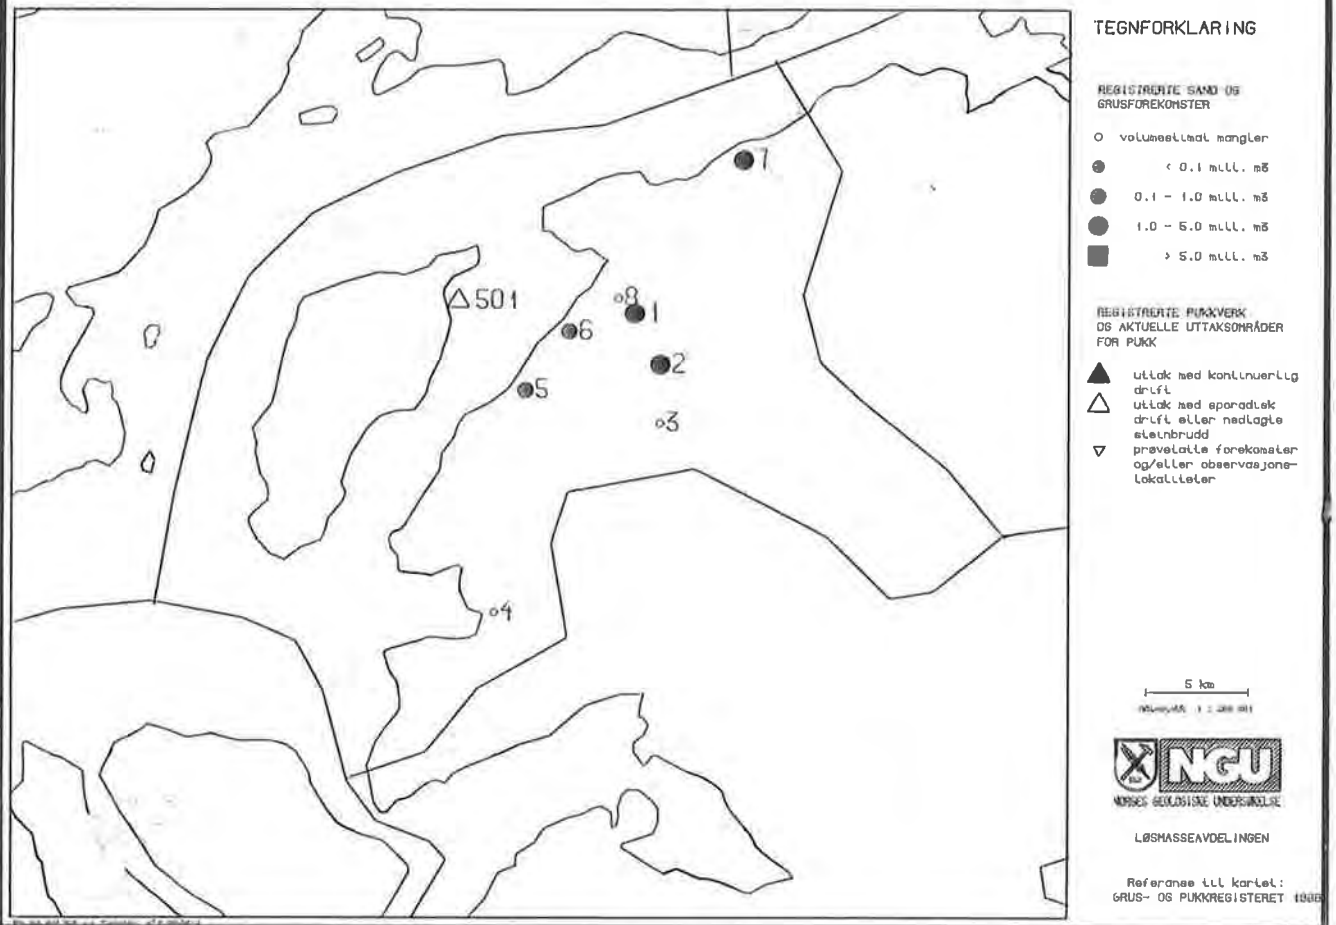 7
501
8
1
6
2
5
3
4
TEGNFORKLARING
REGISTRERTE SAND OG
GRUSFOREKOMSTER
volumestimat mangler
< 0.1 mill. m3
0.1 - 1.0 mill. m3
1.0 - 5.0 mill. m3
> 5.0 mill. m3
REGISTRERTE PUKKVERK
OG AKTUELLE UTTAKSOMRÅDER
FOR PUKK
uttak med kontinuerlig
drift
uttak med sporadisk
drift eller nedlagte
steinbrudd
prøvetatte forekomster
og/eller observasjons-
lokaliteter
5 km
NGU
NORGES GEOLOGISKE UNDERSØKELSE
LØSMASSEAVDELINGEN
Referanse til kartet:
GRUS- OG PUKKREGISTERET